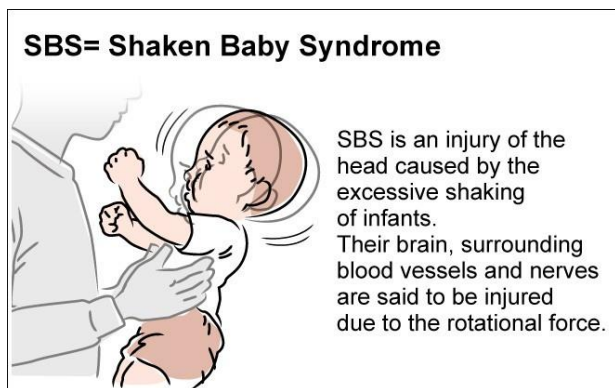 SBS= Shaken Baby Syndrome
SBS is an injury of the
head caused by the
excessive shaking
of infants.
Their brain, surrounding
blood vessels and nerves
are said to be injured
due to the rotational force.